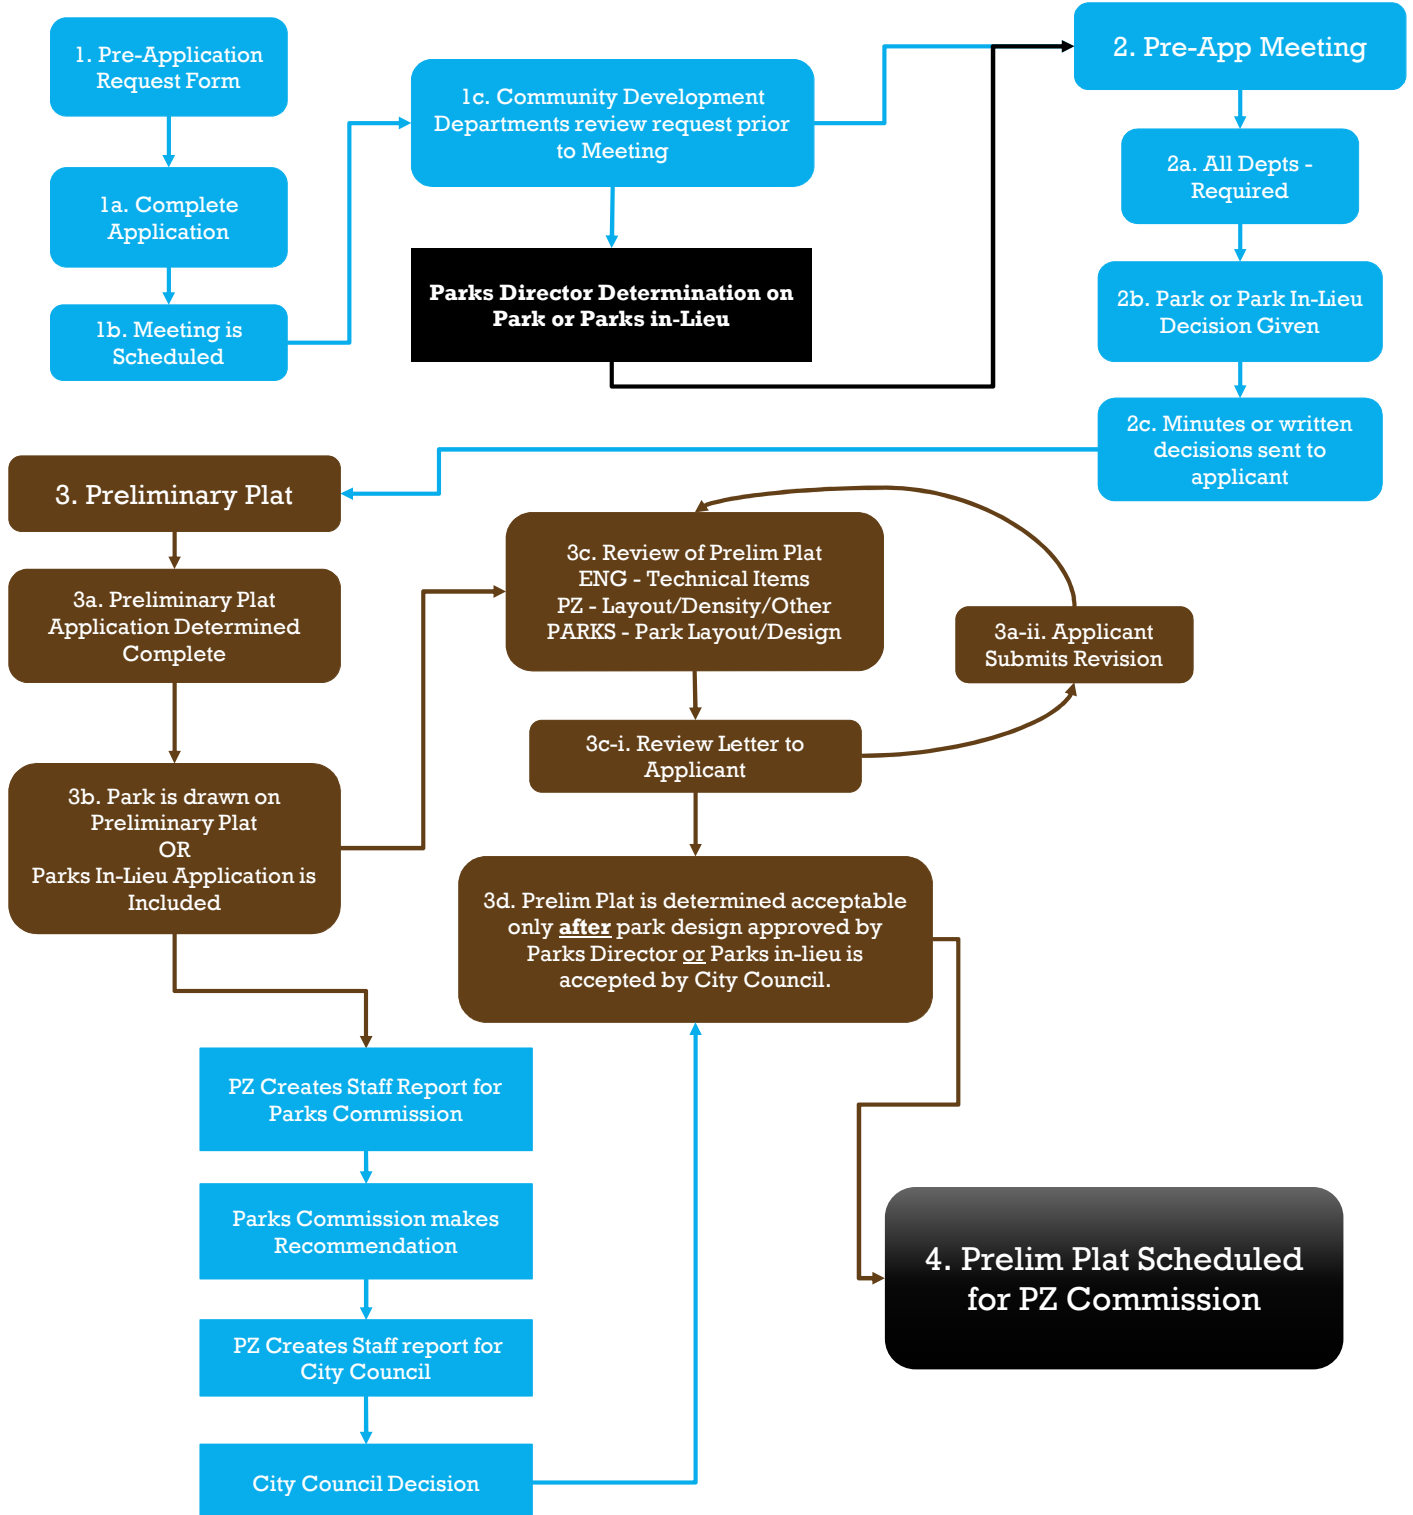 1. Pre-Application
Request Form
1a. Complete
Application
1b. Meeting is
Scheduled
1c. Community Development
Departments review request prior
to Meeting
Parks Director Determination on
Park or Parks in-Lieu
2. Pre-App Meeting
2a. All Depts -
Required
2b. Park or Park In-Lieu
Decision Given
2c. Minutes or written
decisions sent to
applicant
3. Preliminary Plat
3a. Preliminary Plat
Application Determined
Complete
3b. Park is drawn on
Preliminary Plat
OR
Parks In-Lieu Application is
Included
3c. Review of Prelim Plat
ENG - Technical Items
PZ - Layout/Density/Other
PARKS - Park Layout/Design
3a-ii. Applicant
Submits Revision
3c-i. Review Letter to
Applicant
3d. Prelim Plat is determined acceptable
only after park design approved by
Parks Director or Parks in-lieu is
accepted by City Council.
PZ Creates Staff Report for
Parks Commission
Parks Commission makes
Recommendation
PZ Creates Staff report for
City Council
City Council Decision
4. Prelim Plat Scheduled
for PZ Commission